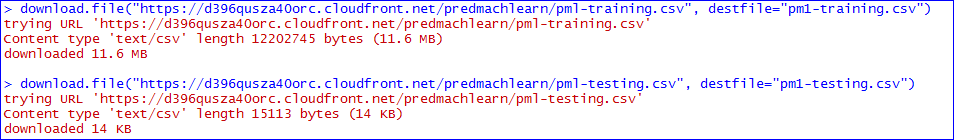 > download.file("https://d396qusza40orc.cloudfront.net/predmachlearn/pml-training.csv", destfile="pm1-training.csv")
trying URL 'https://d396qusza40orc.cloudfront.net/predmachlearn/pml-training.csv'
Content type 'text/csv' length 12202745 bytes (11.6 MB)
downloaded 11.6 MB
> download.file("https://d396qusza40orc.cloudfront.net/predmachlearn/pml-testing.csv", destfile="pm1-testing.csv")
trying URL 'https://d396qusza40orc.cloudfront.net/predmachlearn/pml-testing.csv'
Content type 'text/csv' length 15113 bytes (14 KB)
downloaded 14 KB